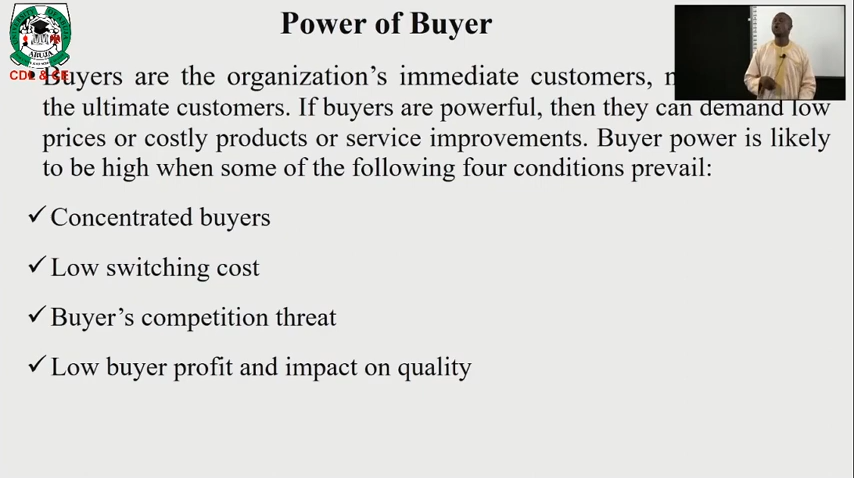 Power of Buyer
ABUJA
CDL & CE
Buyers are the organization's immediate customers,
the ultimate customers. If buyers are powerful, then they can demand low
prices or costly products or service improvements. Buyer power is likely
to be high when some of the following four conditions prevail:
✓ Concentrated buyers
✓ Low switching cost
✓ Buyer's competition threat
✓ Low buyer profit and impact on quality